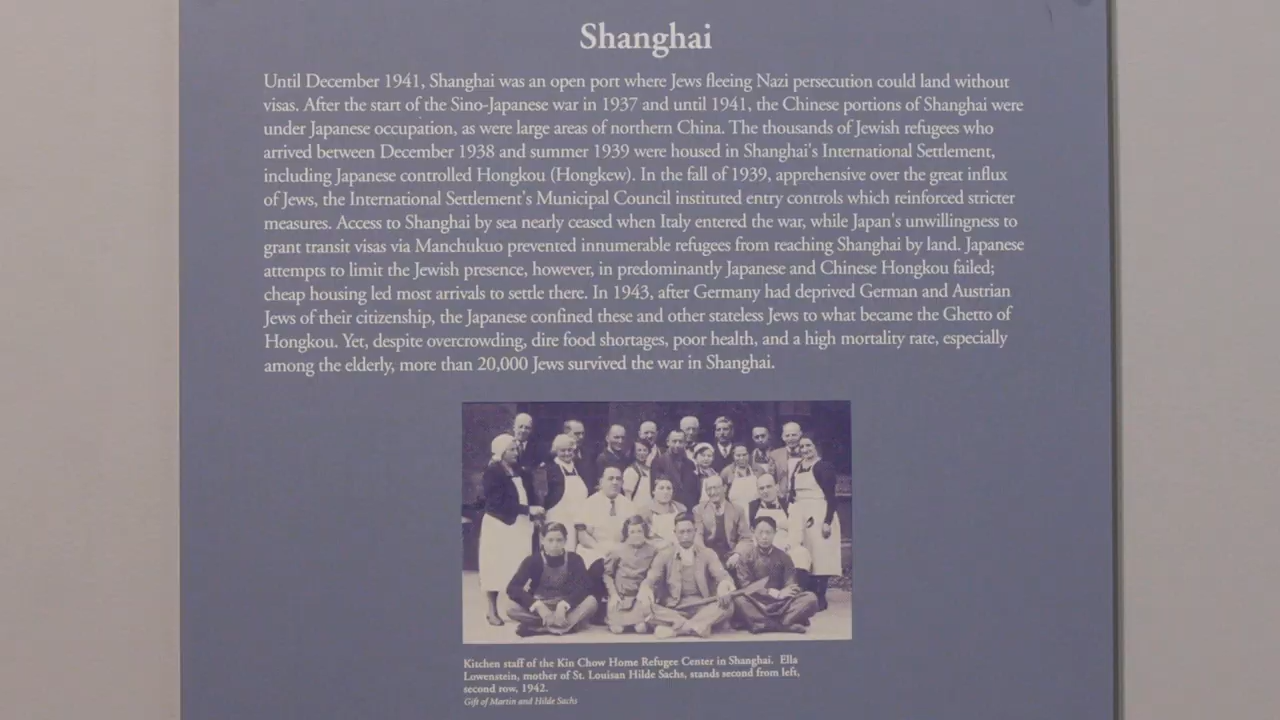 Shanghai
Until December 1941, Shanghai was an open port where Jews fleeing Nazi persecution could land without
visas. After the start of the Sino-Japanese war in 1937 and until 1941, the Chinese portions of Shanghai were
under Japanese occupation, as were large areas of northern China. The thousands of Jewish refugees who
arrived between December 1938 and summer 1939 were housed in Shanghai's International Settlement,
including Japanese controlled Hongkou (Hongkew). In the fall of 1939, apprehensive over the great influx
of Jews, the International Settlement's Municipal Council instituted entry controls which reinforced stricter
measures. Access to Shanghai by sea nearly ceased when Italy entered the war, while Japan's unwillingness to
grant transit visas via Manchukuo prevented innumerable refugees from reaching Shanghai by land. Japanese
attempts to limit the Jewish presence, however, in predominantly Japanese and Chinese Hongkou failed;
cheap housing led most arrivals to settle there. In 1943, after Germany had deprived German and Austrian
Jews of their citizenship, the Japanese confined these and other stateless Jews to what became the Ghetto of
Hongkou. Yet, despite overcrowding, dire food shortages, poor health, and a high mortality rate, especially
among the elderly, more than 20,000 Jews survived the war in Shanghai.
Kitchen staff of the Kin Chow Home Refugee Center in Shanghai. Ella
Lowenstein, mother of St. Louisan Hilde Sachs, stands second from left,
second row, 1942.
Gift of Martin and Hilde Sachs